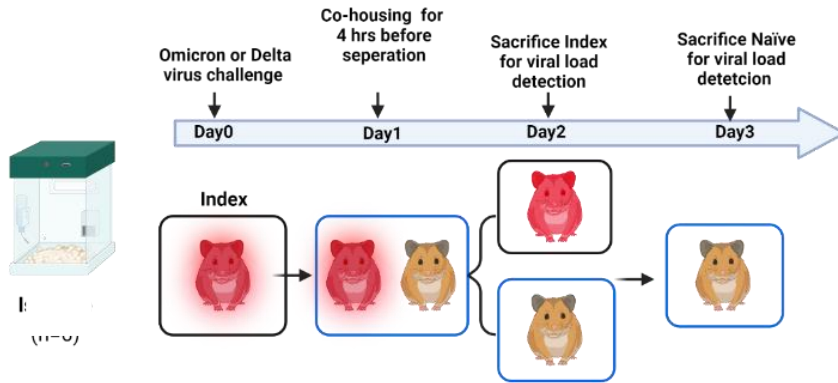 Co-housing for
4 hrs before
seperation
Omicron or Delta
virus challenge
Sacrifice Index
for viral load
detection
Sacrifice Naïve
for viral load
detetcion
Day0
Day1
Day2
Day3
Index